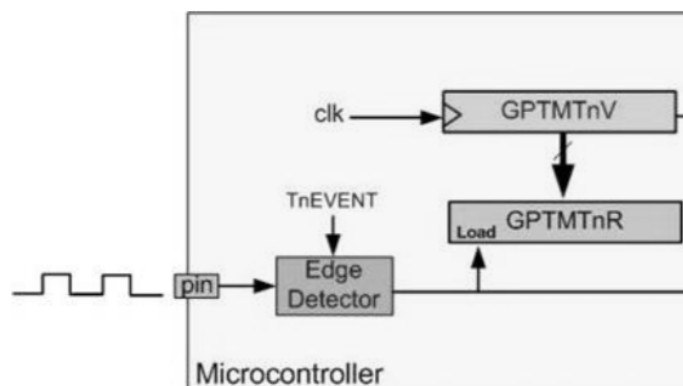 clk
GPTMTnV
TnEVENT
Load
GPTMTnR
pin
Edge
Detector
Microcontroller